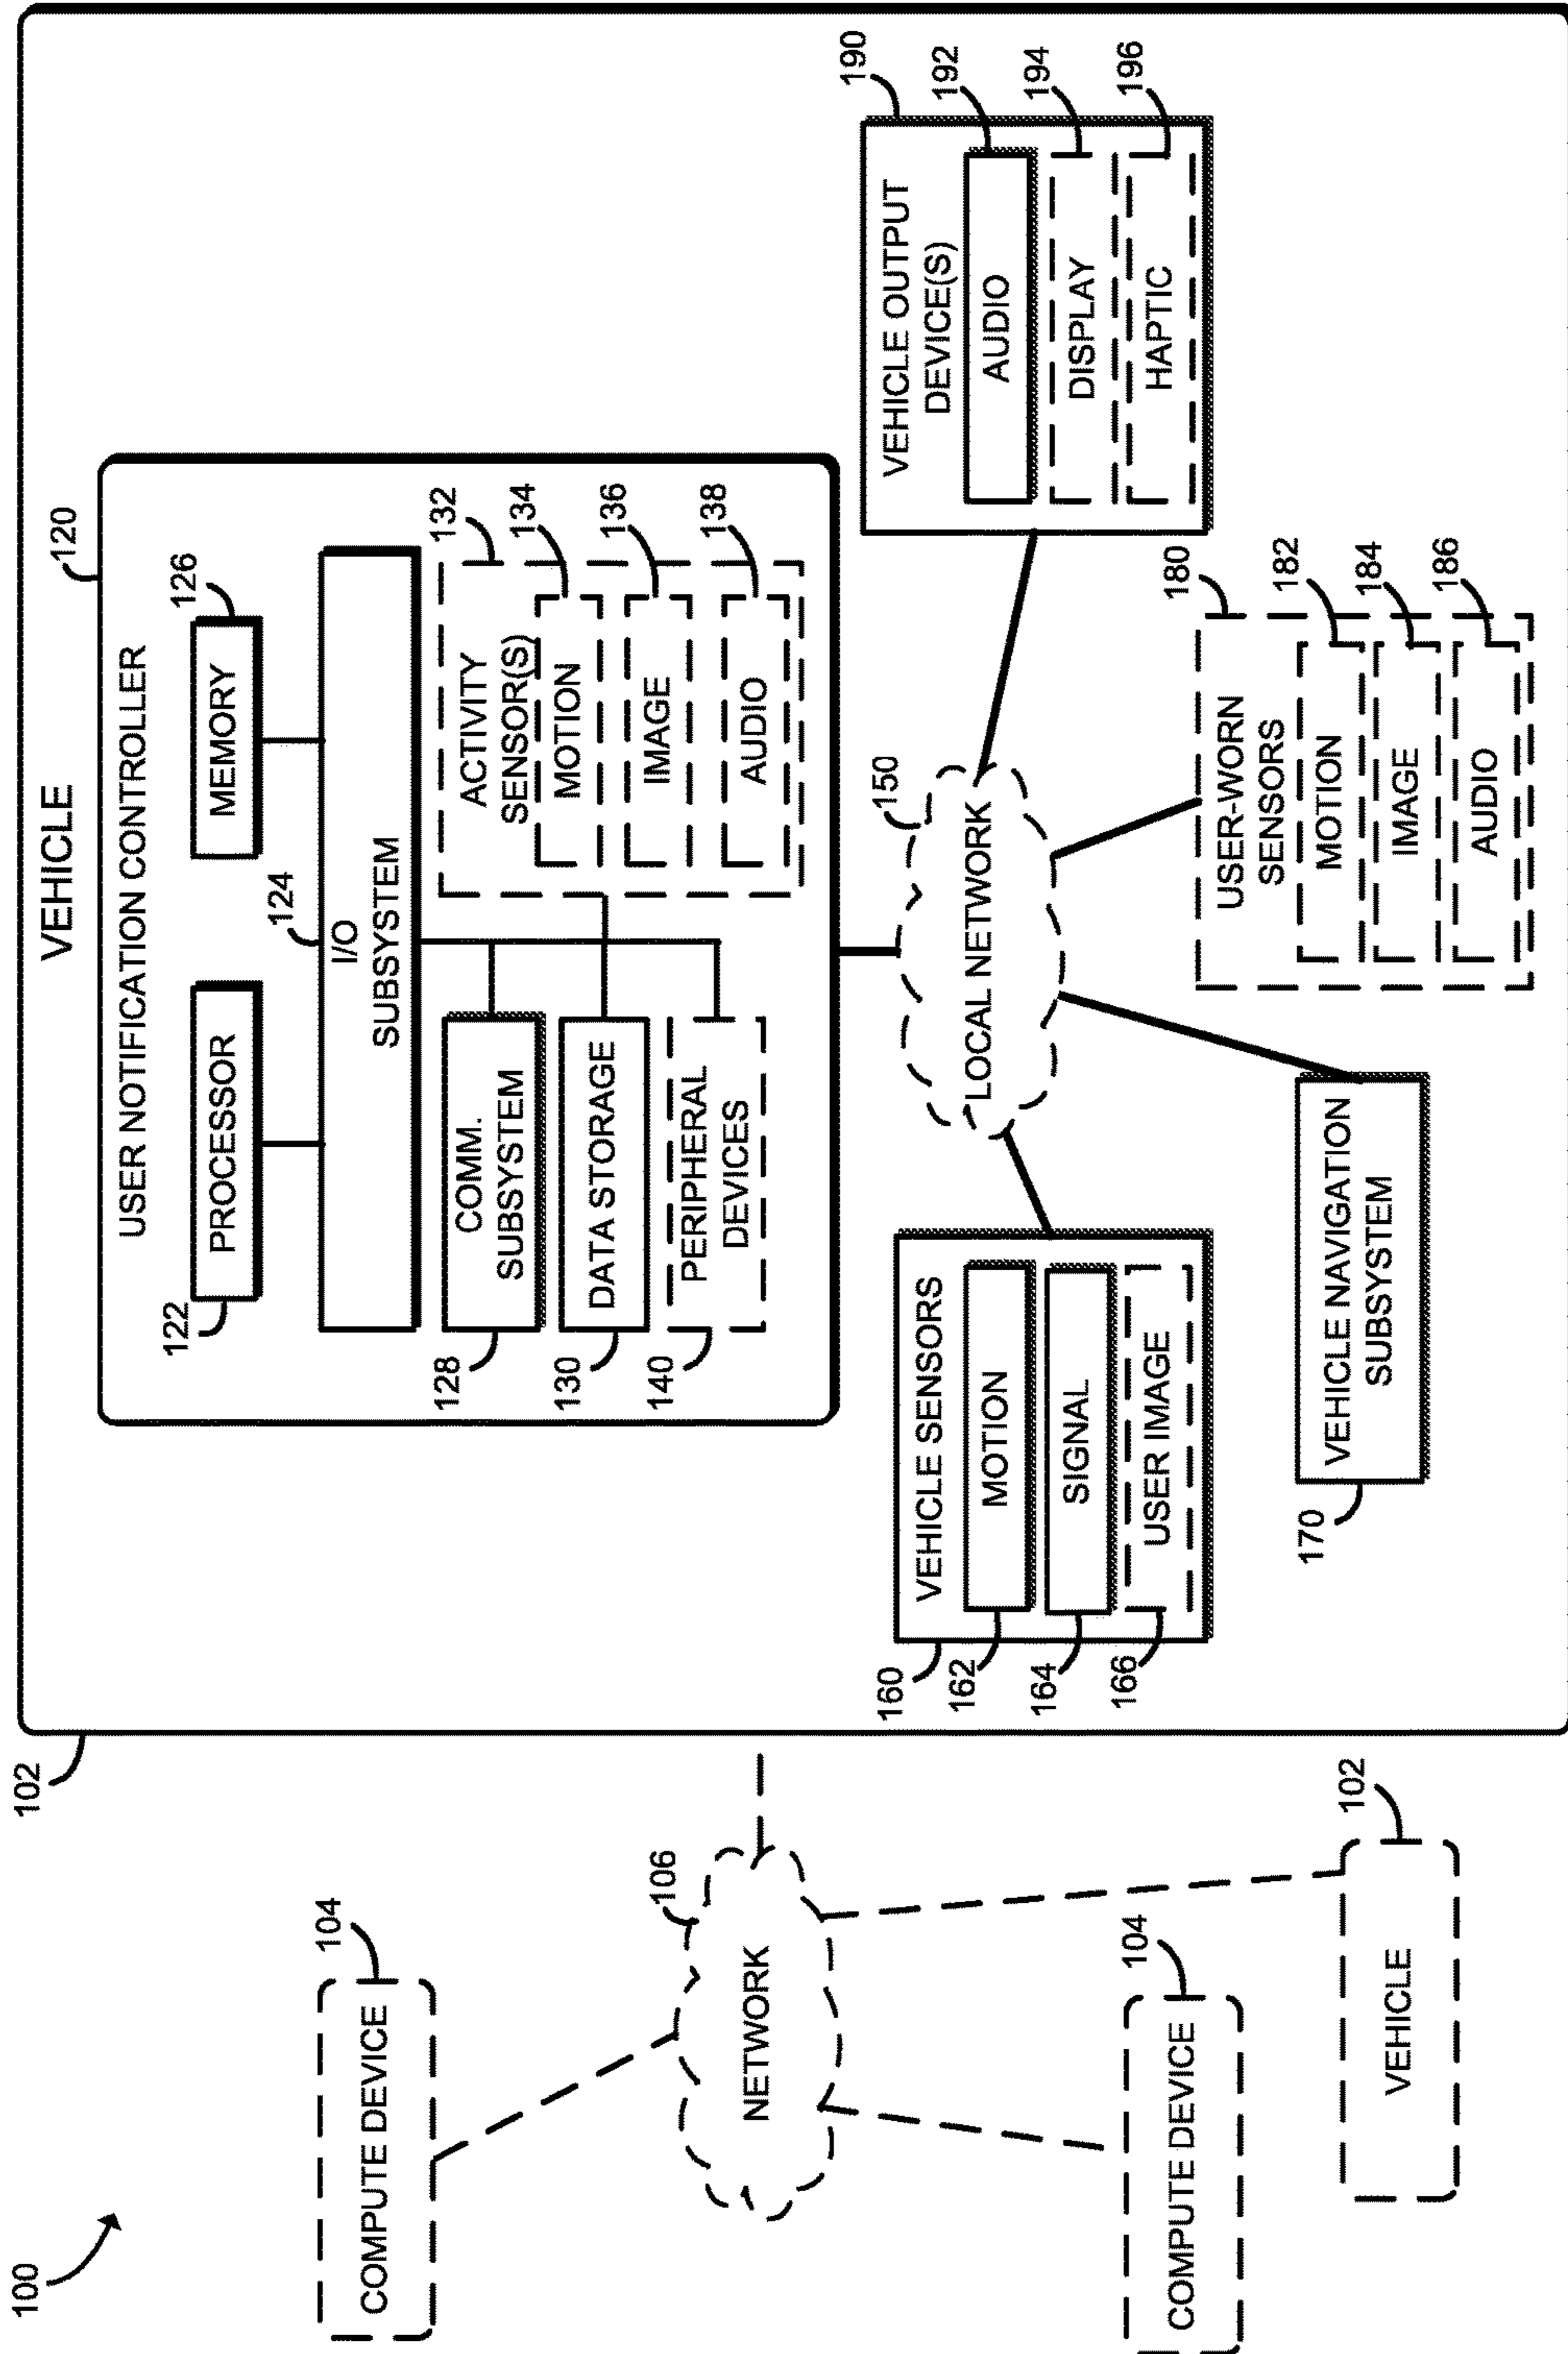 100
102
VEHICLE
120
USER NOTIFICATION CONTROLLER
122
PROCESSOR
MEMORY
126
124
I/O
SUBSYSTEM
128
COMM.
SUBSYSTEM
130
DATA STORAGE
140
PERIPHERAL
DEVICES
ACTIVITY
SENSOR(S)
132
MOTION
134
IMAGE
136
AUDIO
138
104
COMPUTE DEVICE
106
NETWORK
104
COMPUTE DEVICE
102
VEHICLE
150
LOCAL NETWORK
160
VEHICLE SENSORS
162
MOTION
164
SIGNAL
166
USER IMAGE
170
VEHICLE NAVIGATION
SUBSYSTEM
180
USER-WORN
SENSORS
182
MOTION
184
IMAGE
186
AUDIO
190
VEHICLE OUTPUT
DEVICE(S)
192
AUDIO
194
DISPLAY
196
HAPTIC